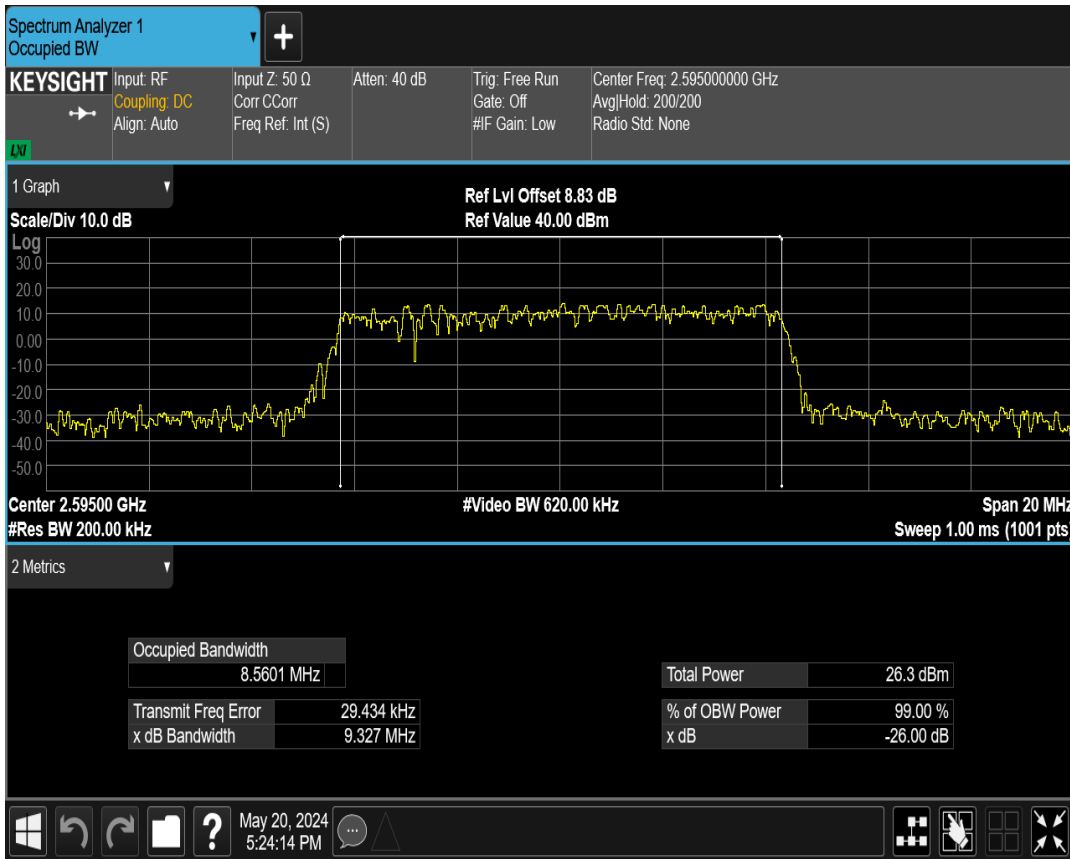 Spectrum Analyzer 1
Occupied BW
+
KEYSIGHT
LXI
Input: RF
Coupling: DC
Align: Auto
Input Z: 50 Ω
Corr CCorr
Freq Ref: Int (S)
Atten: 40 dB
Trig: Free Run
Gate: Off
#IF Gain: Low
Center Freq: 2.595000000 GHz
Avg|Hold: 200/200
Radio Std: None
1 Graph
Scale/Div 10.0 dB
Ref Lvl Offset 8.83 dB
Ref Value 40.00 dBm
Log
30.0
20.0
10.0
0.00
-10.0
-20.0
-30.0
-40.0
-50.0
Center 2.59500 GHz
#Res BW 200.00 kHz
#Video BW 620.00 kHz
Span 20 MHz
Sweep 1.00 ms (1001 pts)
2 Metrics
Occupied Bandwidth
8.5601 MHz
Total Power 26.3 dBm
Transmit Freq Error 29.434 kHz
% of OBW Power 99.00 %
x dB Bandwidth 9.327 MHz
x dB -26.00 dB
?
May 20, 2024
5:24:14 PM